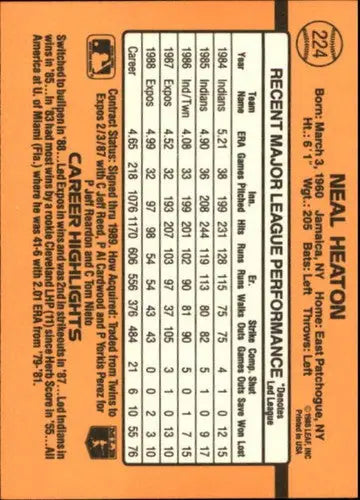 224
NEAL HEATON
Born: March 3, 1960 Jamaica, NY Home: East Patchogue, NY
Ht.: 6'1" Wgt.: 205 Bats: Left Throws: Left
©1988 LEAF, INC.
Printed in USA
RECENT MAJOR LEAGUE PERFORMANCE *Denotes Led League
Team Inn. Er. Strike Comp. Shut
Year Name ERA Games Pitched Hits Runs Runs Walks Outs Games Outs Save Won Lost
1984 Indians 5.21 38 199 231 128 115 75 75 4 1 0 12 15
1985 Indians 4.90 36 208 244 119 113 80 82 5 1 0 9 17
1986 Ind/Twn 4.08 33 199 201 102 90 81 90 5 0 1 7 15
1987 Expos 4.52 32 193 207 103 97 37 105 3 1 0 13 10
1988 Expos 4.99 32 97 98 54 54 43 43 0 0 2 3 10
Career 4.65 218 1076 1170 606 556 376 484 21 6 10 55 76
Contract Status: Signed thru 1989. How Acquired: Traded from Twins to
Expos 2/3/87 with C Jeff Reed, P Al Cardwood and P Yorkis Perez for
P Jeff Reardon and C Tom Nieto
CAREER HIGHLIGHTS
Switched to bullpen in '88...Led Expos in wins and was 2nd in strikeouts in '87...Led Indians in
wins in '85...In '83 had most wins by a rookie Cleveland LHP (11) since Herb Score in '55...All
America at U. of Miami (Fla.) where he was 41-6 with 2.01 ERA from '79-'81.